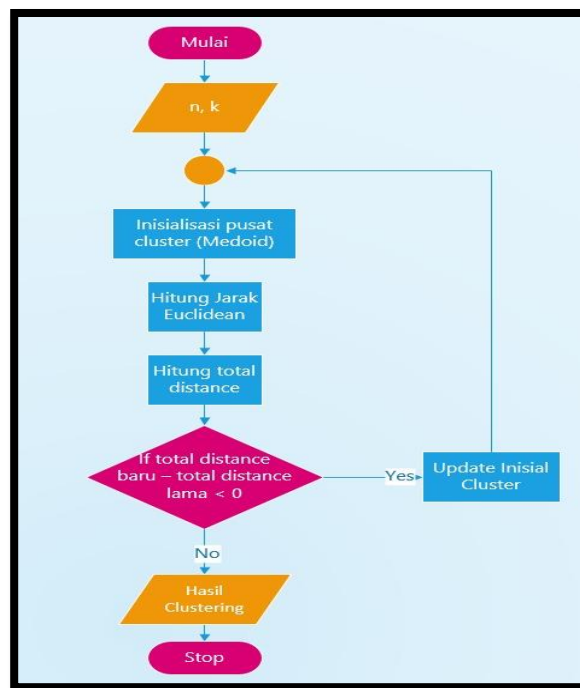 Mulai
n, k
Inisialisasi pusat
cluster (Medoid)
Hitung Jarak
Euclidean
Hitung total
distance
If total distance
baru – total distance
lama < 0
Yes
Update Inisial
Cluster
No
Hasil
Clustering
Stop